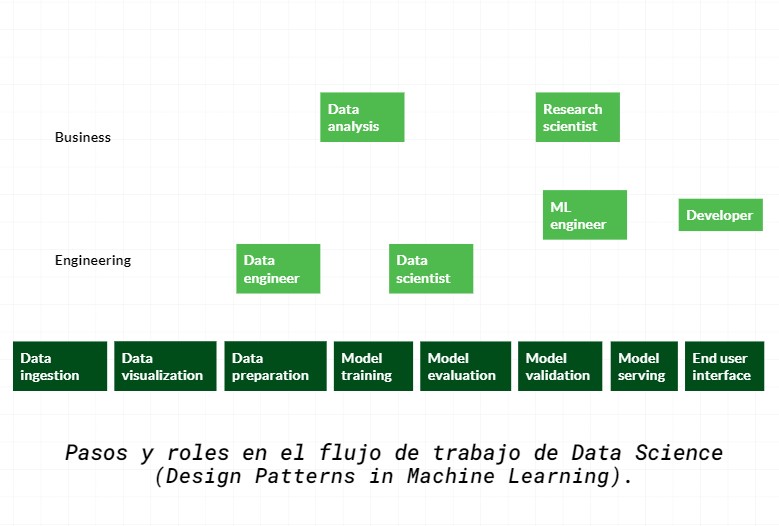 Data
analysis
Research
scientist
Business
ML
engineer
Developer
Engineering
Data
engineer
Data
scientist
Data
ingestion
Data
visualization
Data
preparation
Model
training
Model
evaluation
Model
validation
Model
serving
End user
interface
Pasos y roles en el flujo de trabajo de Data Science
(Design Patterns in Machine Learning).